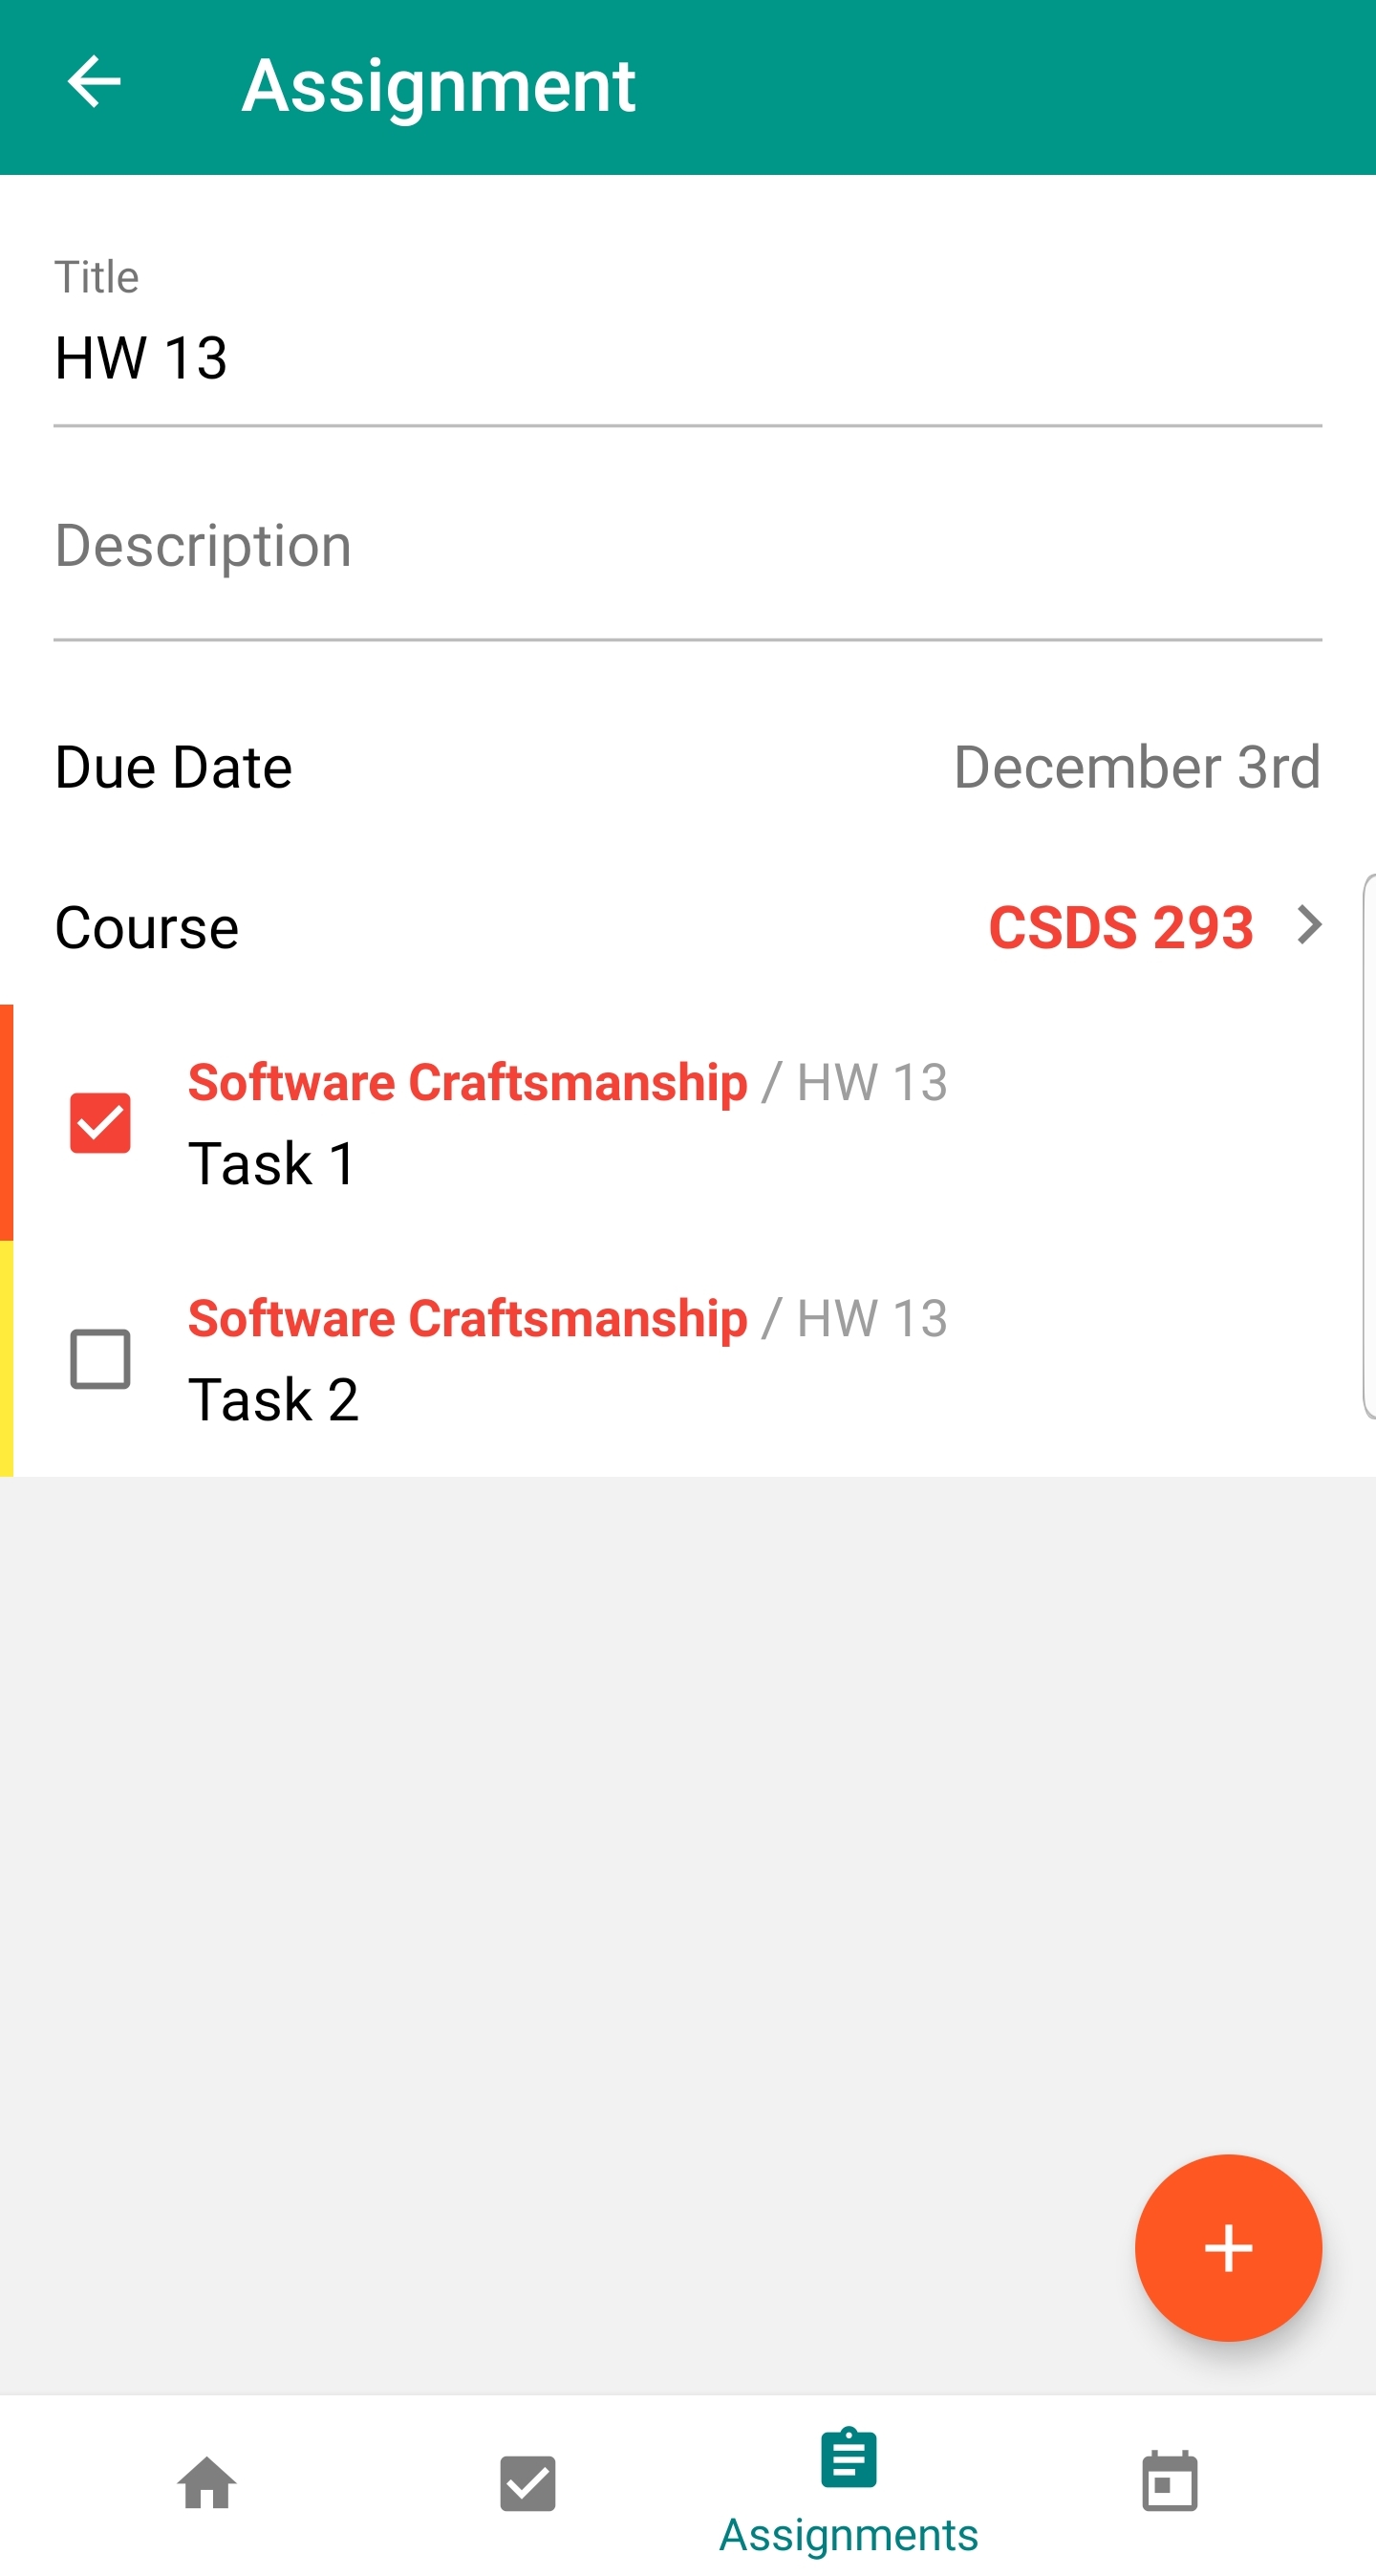 Assignment
Title
HW 13
Description
Due Date December 3rd
Course CSDS 293
Software Craftsmanship / HW 13
Task 1
Software Craftsmanship / HW 13
Task 2
Assignments